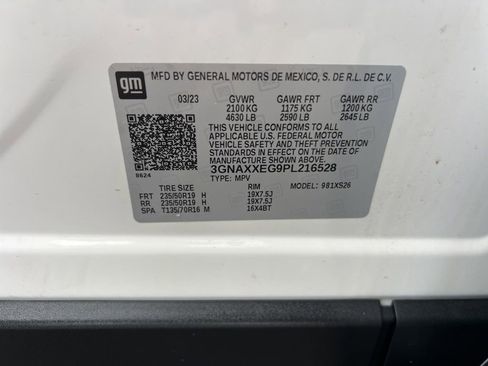 gm
MFD BY GENERAL MOTORS DE MEXICO, S. DE R.L. DE C.V.
03/23 GVWR GAWR FRT GAWR RR
2100 KG 1175 KG 1200 KG
4630 LB 2590 LB 2645 LB
THIS VEHICLE CONFORMS TO ALL
APPLICABLE U.S. FEDERAL MOTOR
VEHICLE SAFETY AND THEFT PREVENTION
STANDARDS IN EFFECT ON THE DATE OF
MANUFACTURE SHOWN ABOVE.
3GNAXXEG9PL216528
8624
TYPE: MPV
TIRE SIZE RIM MODEL: 981XS26
FRT 235/50R19 H 19X7.5J
RR 235/50R19 H 19X7.5J
SPA T135/70R16 M 16X4BT